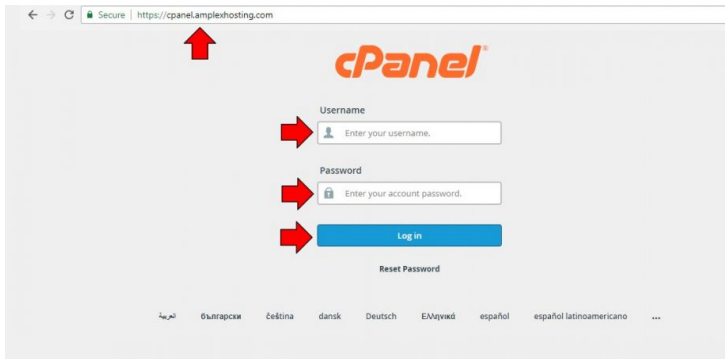 Secure | https://cpanel.amplexhosting.com
cPanel®
Username
Enter your username.
Password
Enter your account password.
Log in
Reset Password
العربية български čeština dansk Deutsch Ελληνικά español español latinoamericano ...